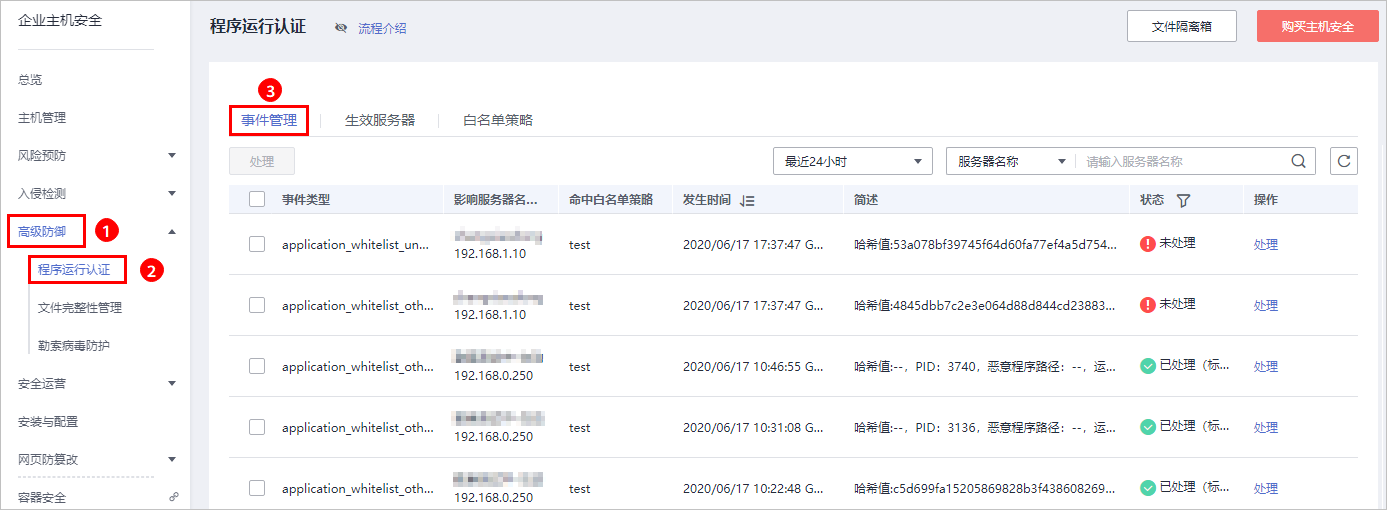 企业主机安全
总览
主机管理
风险预防
入侵检测
高级防御
1
程序运行认证
2
文件完整性管理
勒索病毒防护
安全运营
安装与配置
网页防篡改
容器安全
程序运行认证 流程介绍 文件隔离箱 购买主机安全
3
事件管理 生效服务器 白名单策略
处理 最近24小时 服务器名称 请输入服务器名称
事件类型 影响服务器名... 命中白名单策略 发生时间 简述 状态 操作
application_whitelist_un... 192.168.1.10 test 2020/06/17 17:37:47 G... 哈希值:53a078bf39745f64d60fa77ef4a5d754... 未处理 处理
application_whitelist_oth... 192.168.1.10 test 2020/06/17 17:37:47 G... 哈希值:4845dbb7c2e3e064d88d844cd23883... 未处理 处理
application_whitelist_oth... 192.168.0.250 test 2020/06/17 10:46:55 G... 哈希值:--，PID：3740，恶意程序路径：--，运... 已处理（标... 处理
application_whitelist_oth... 192.168.0.250 test 2020/06/17 10:31:08 G... 哈希值:--，PID：3136，恶意程序路径：--，运... 已处理（标... 处理
application_whitelist_oth... 192.168.0.250 test 2020/06/17 10:22:48 G... 哈希值:c5d699fa15205869828b3f438608269... 已处理（标... 处理